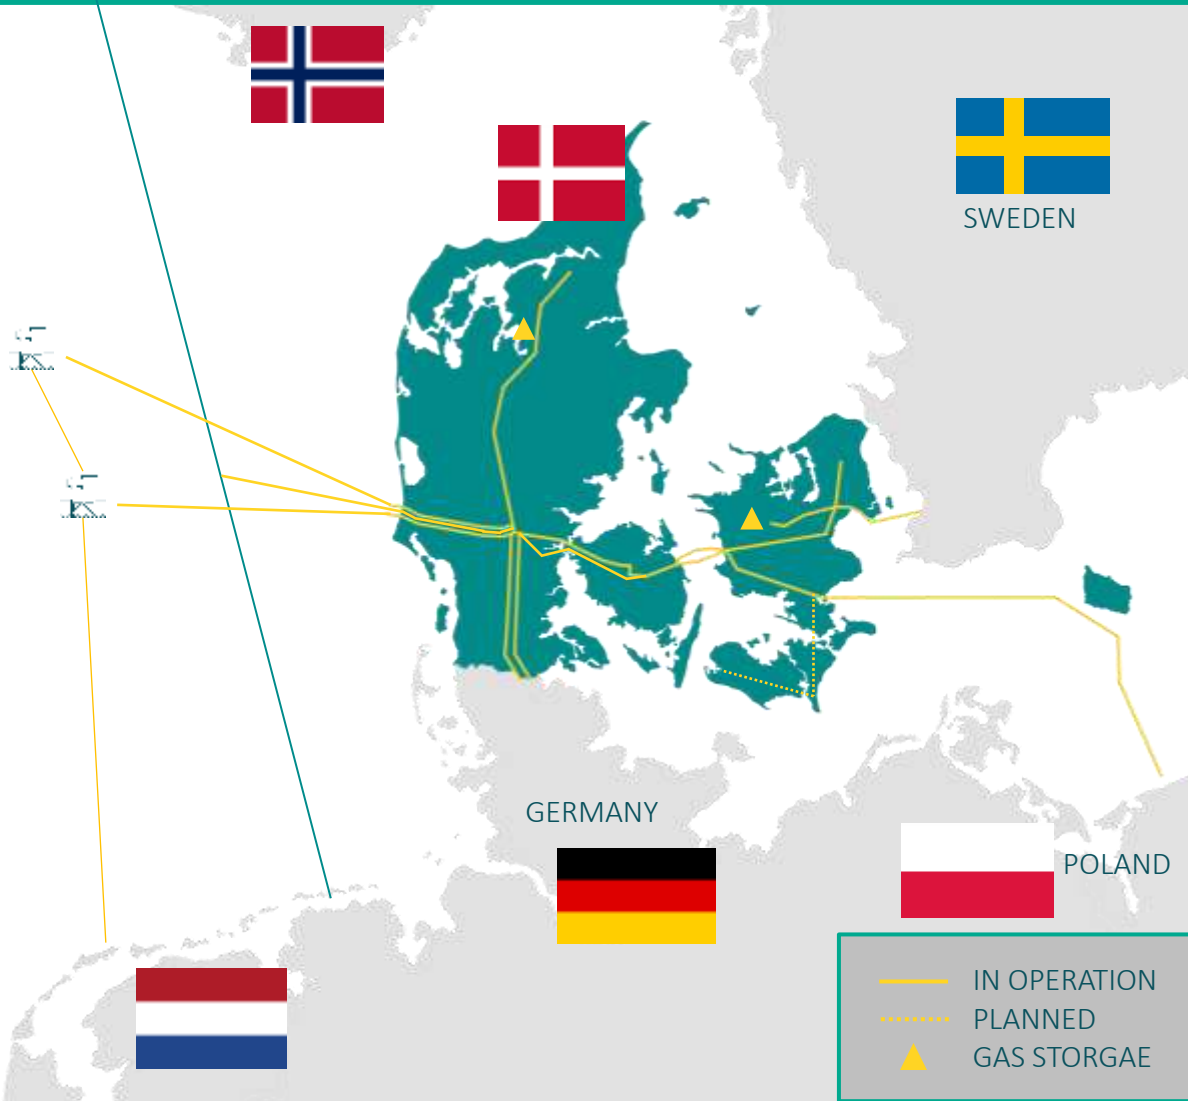 SWEDEN
GERMANY
POLAND
IN OPERATION
PLANNED
GAS STORGAE